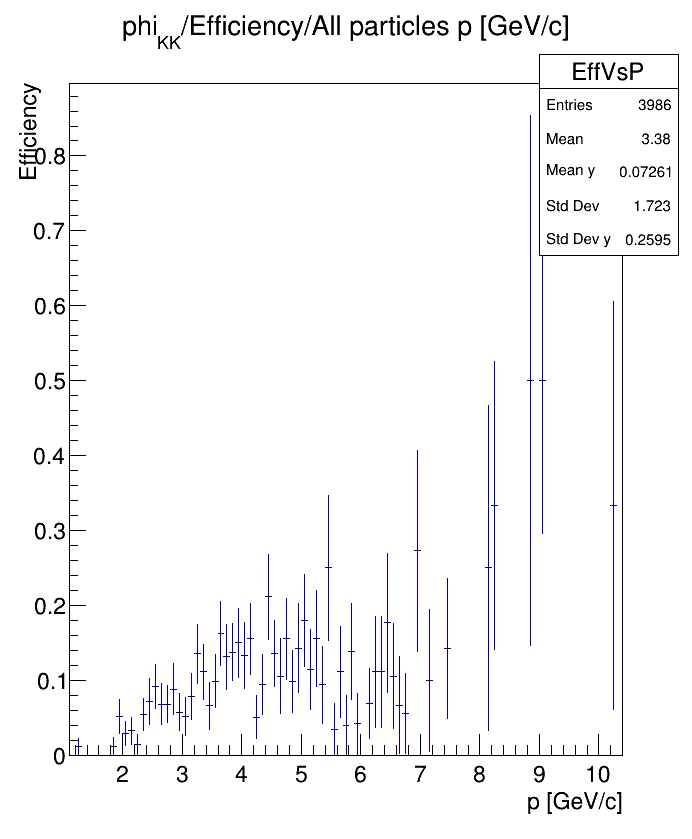 phi_KK/Efficiency/All particles p [GeV/c]
EffVsP
Entries 3986
Mean 3.38
Mean y 0.07261
Std Dev 1.723
Std Dev y 0.2595
Efficiency
0.8
0.7
0.6
0.5
0.4
0.3
0.2
0.1
0
2 3 4 5 6 7 8 9 10
p [GeV/c]